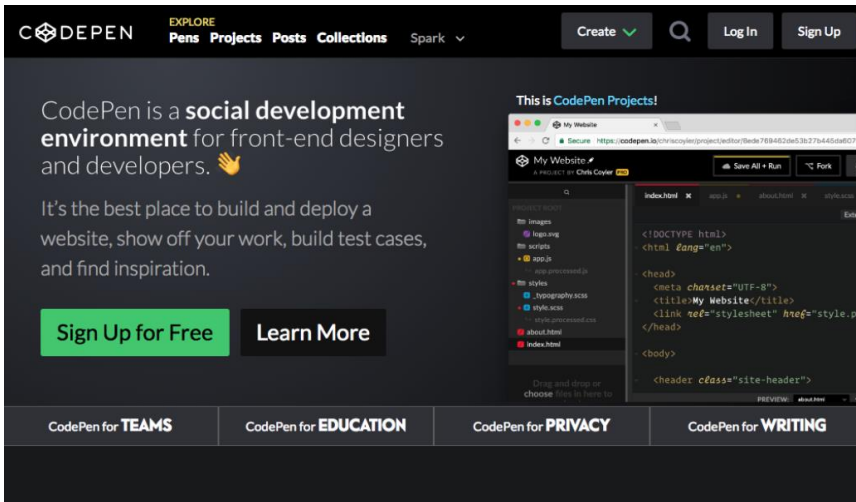 CODEPEN
EXPLORE
Pens Projects Posts Collections Spark
Create
Log In
Sign Up
CodePen is a social development
environment for front-end designers
and developers. 👋
It's the best place to build and deploy a
website, show off your work, build test cases,
and find inspiration.
Sign Up for Free
Learn More
This is CodePen Projects!
My Website
Secure https://codepen.io/chriscoyier/project/editor/
My Website
A PROJECT BY Chris Coyier PRO
Save All + Run
Fork
PROJECT ROOT
images
logo.svg
scripts
app.js
app.processed.js
styles
_typography.scss
style.scss
style.processed.css
about.html
index.html
Drag and drop or
choose files in here to
index.html app.js about.html style.scss
<!DOCTYPE html>
<html lang="en">
<head>
<meta charset="UTF-8">
<title>My Website</title>
<link rel="stylesheet" href="style.p
</head>
<body>
<header class="site-header">
PREVIEW: about.html
CodePen for TEAMS
CodePen for EDUCATION
CodePen for PRIVACY
CodePen for WRITING